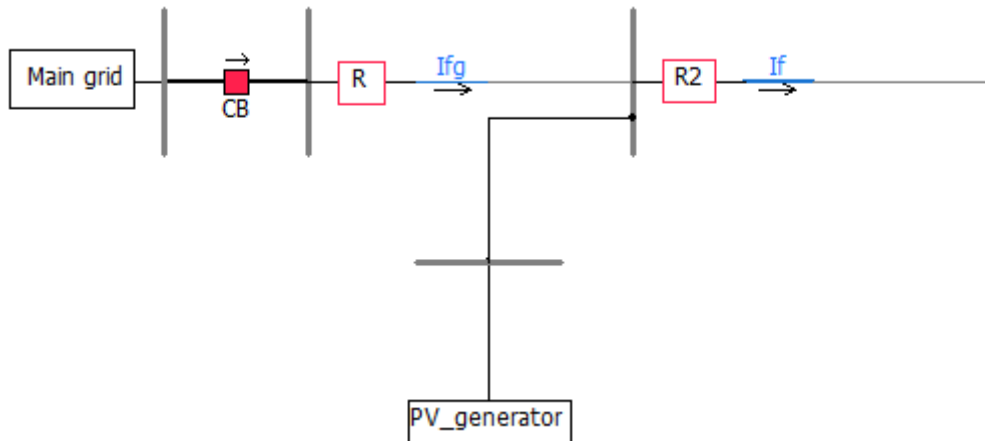 Main grid
CB
R
Ifg
R2
If
PV_generator